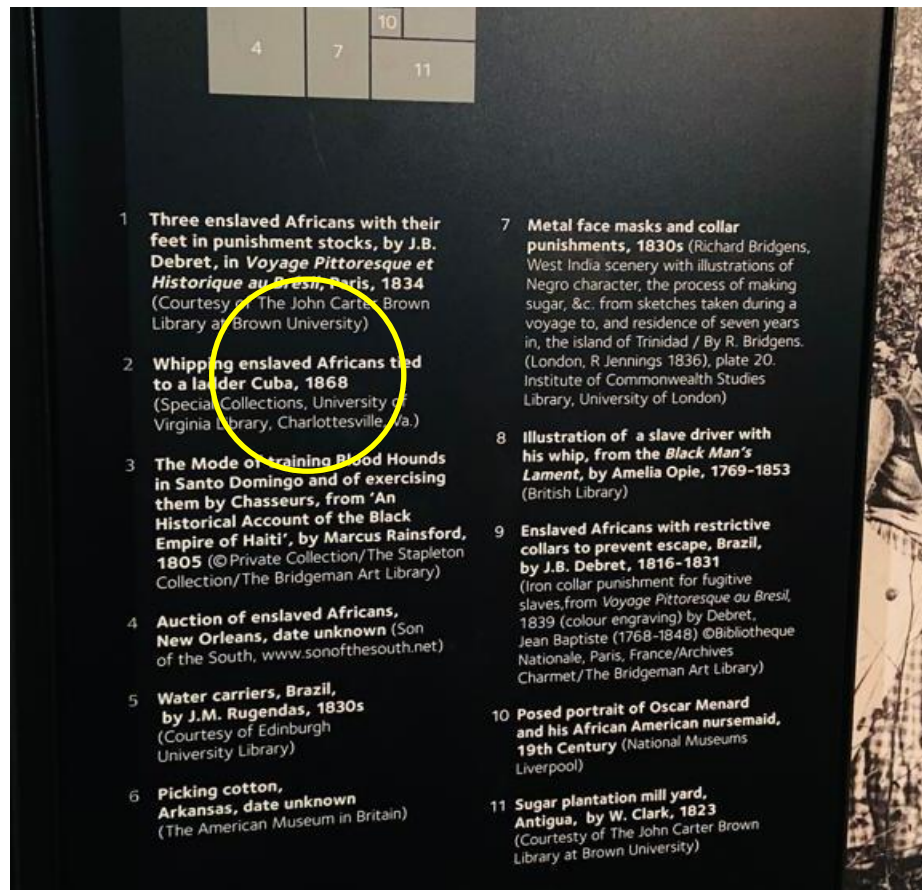 10
4
7
11
1 Three enslaved Africans with their
feet in punishment stocks, by J.B.
Debret, in Voyage Pittoresque et
Historique au Bresil, Paris, 1834
(Courtesy of The John Carter Brown
Library at Brown University)
2 Whipping enslaved Africans tied
to a ladder Cuba, 1868
(Special Collections, University of
Virginia Library, Charlottesville, Va.)
3 The Mode of training Blood Hounds
in Santo Domingo and of exercising
them by Chasseurs, from ‘An
Historical Account of the Black
Empire of Haiti’, by Marcus Rainsford,
1805 (© Private Collection/The Stapleton
Collection/The Bridgeman Art Library)
4 Auction of enslaved Africans,
New Orleans, date unknown (Son
of the South, www.sonofthesouth.net)
5 Water carriers, Brazil,
by J.M. Rugendas, 1830s
(Courtesy of Edinburgh
University Library)
6 Picking cotton,
Arkansas, date unknown
(The American Museum in Britain)
7 Metal face masks and collar
punishments, 1830s (Richard Bridgens,
West India scenery with illustrations of
Negro character, the process of making
sugar, &c. from sketches taken during a
voyage to, and residence of seven years
in, the island of Trinidad / By R. Bridgens.
(London, R Jennings 1836), plate 20.
Institute of Commonwealth Studies
Library, University of London)
8 Illustration of a slave driver with
his whip, from the Black Man's
Lament, by Amelia Opie, 1769-1853
(British Library)
9 Enslaved Africans with restrictive
collars to prevent escape, Brazil,
by J.B. Debret, 1816-1831
(Iron collar punishment for fugitive
slaves,from Voyage Pittoresque au Bresil,
1839 (colour engraving) by Debret,
Jean Baptiste (1768-1848) ©Bibliotheque
Nationale, Paris, France/Archives
Charmet/The Bridgeman Art Library)
10 Posed portrait of Oscar Menard
and his African American nursemaid,
19th Century (National Museums
Liverpool)
11 Sugar plantation mill yard,
Antigua, by W. Clark, 1823
(Courtesty of The John Carter Brown
Library at Brown University)